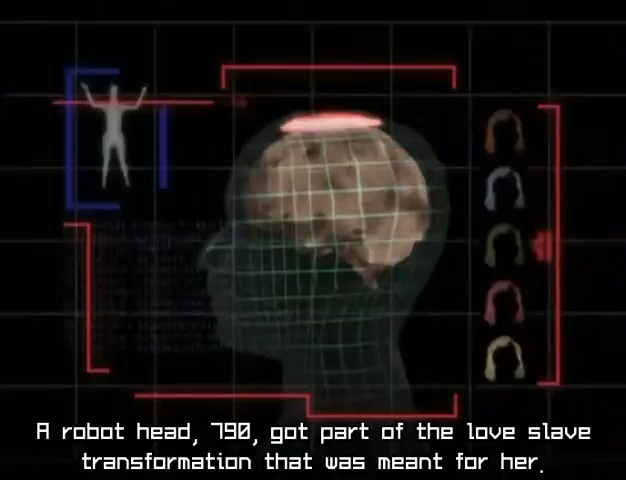 A robot head, 790, got part of the love slave
transformation that was meant for her.